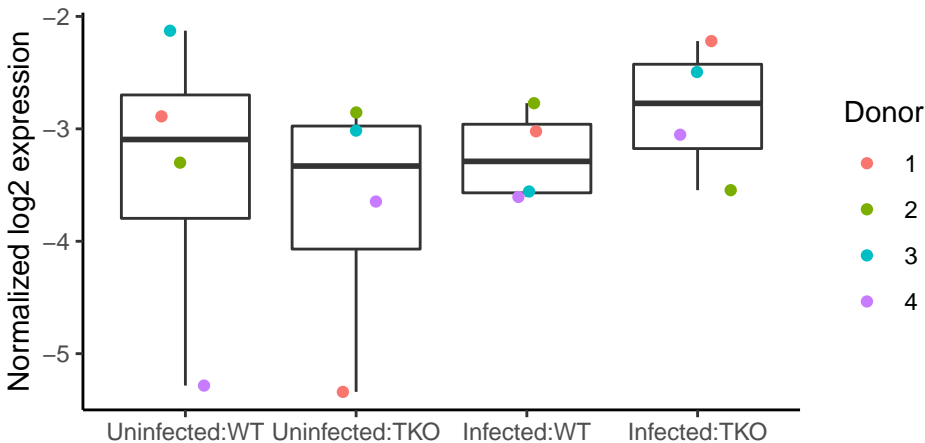 Normalized log2 expression
−2
−3
−4
−5
Uninfected:WT Uninfected:TKO Infected:WT Infected:TKO
Donor
1
2
3
4